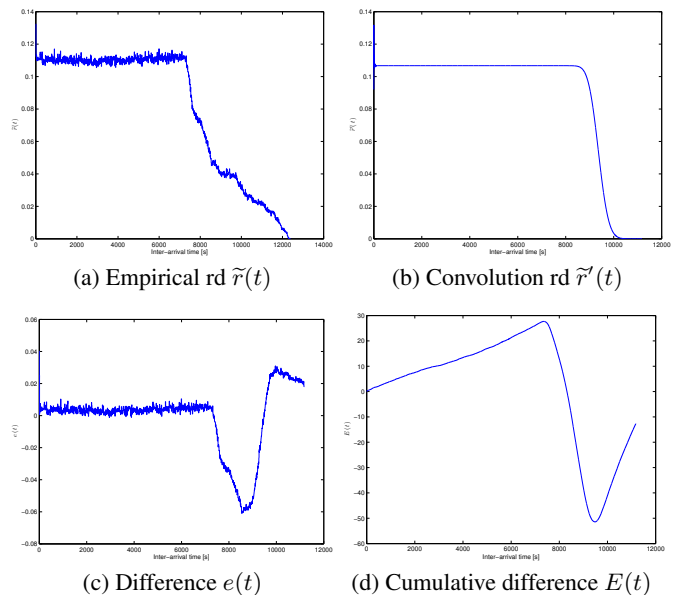 0.14
0.12
0.1
0.08
0.06
0.04
0.02
0
0 2000 4000 6000 8000 10000 12000 14000
Inter-arrival time [s]
r̃(t)
(a) Empirical rd r̃(t)
0.14
0.12
0.1
0.08
0.06
0.04
0.02
0
0 2000 4000 6000 8000 10000 12000
Inter-arrival time [s]
(b) Convolution rd r̃′(t)
0.06
0.04
0.02
0
−0.02
−0.04
−0.06
−0.08
0 2000 4000 6000 8000 10000 12000
Inter-arrival time [s]
e(t)
(c) Difference e(t)
30
20
10
0
−10
−20
−30
−40
−50
−60
0 2000 4000 6000 8000 10000 12000
Inter-arrival time [s]
E(t)
(d) Cumulative difference E(t)